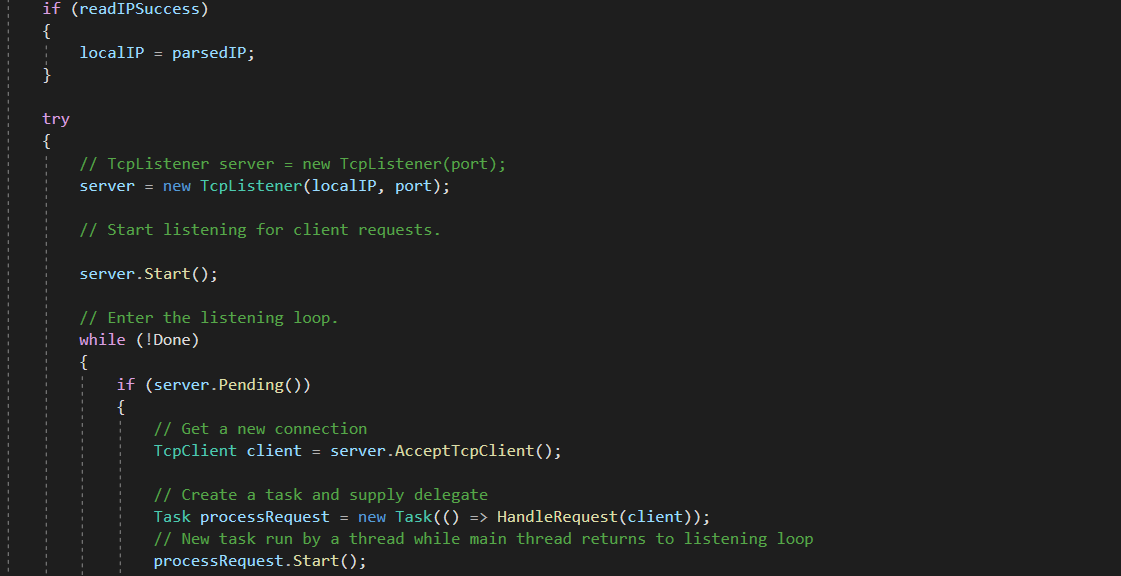 if (readIPSuccess)
{
localIP = parsedIP;
}
try
{
// TcpListener server = new TcpListener(port);
server = new TcpListener(localIP, port);
// Start listening for client requests.
server.Start();
// Enter the listening loop.
while (!Done)
{
if (server.Pending())
{
// Get a new connection
TcpClient client = server.AcceptTcpClient();
// Create a task and supply delegate
Task processRequest = new Task(() => HandleRequest(client));
// New task run by a thread while main thread returns to listening loop
processRequest.Start();